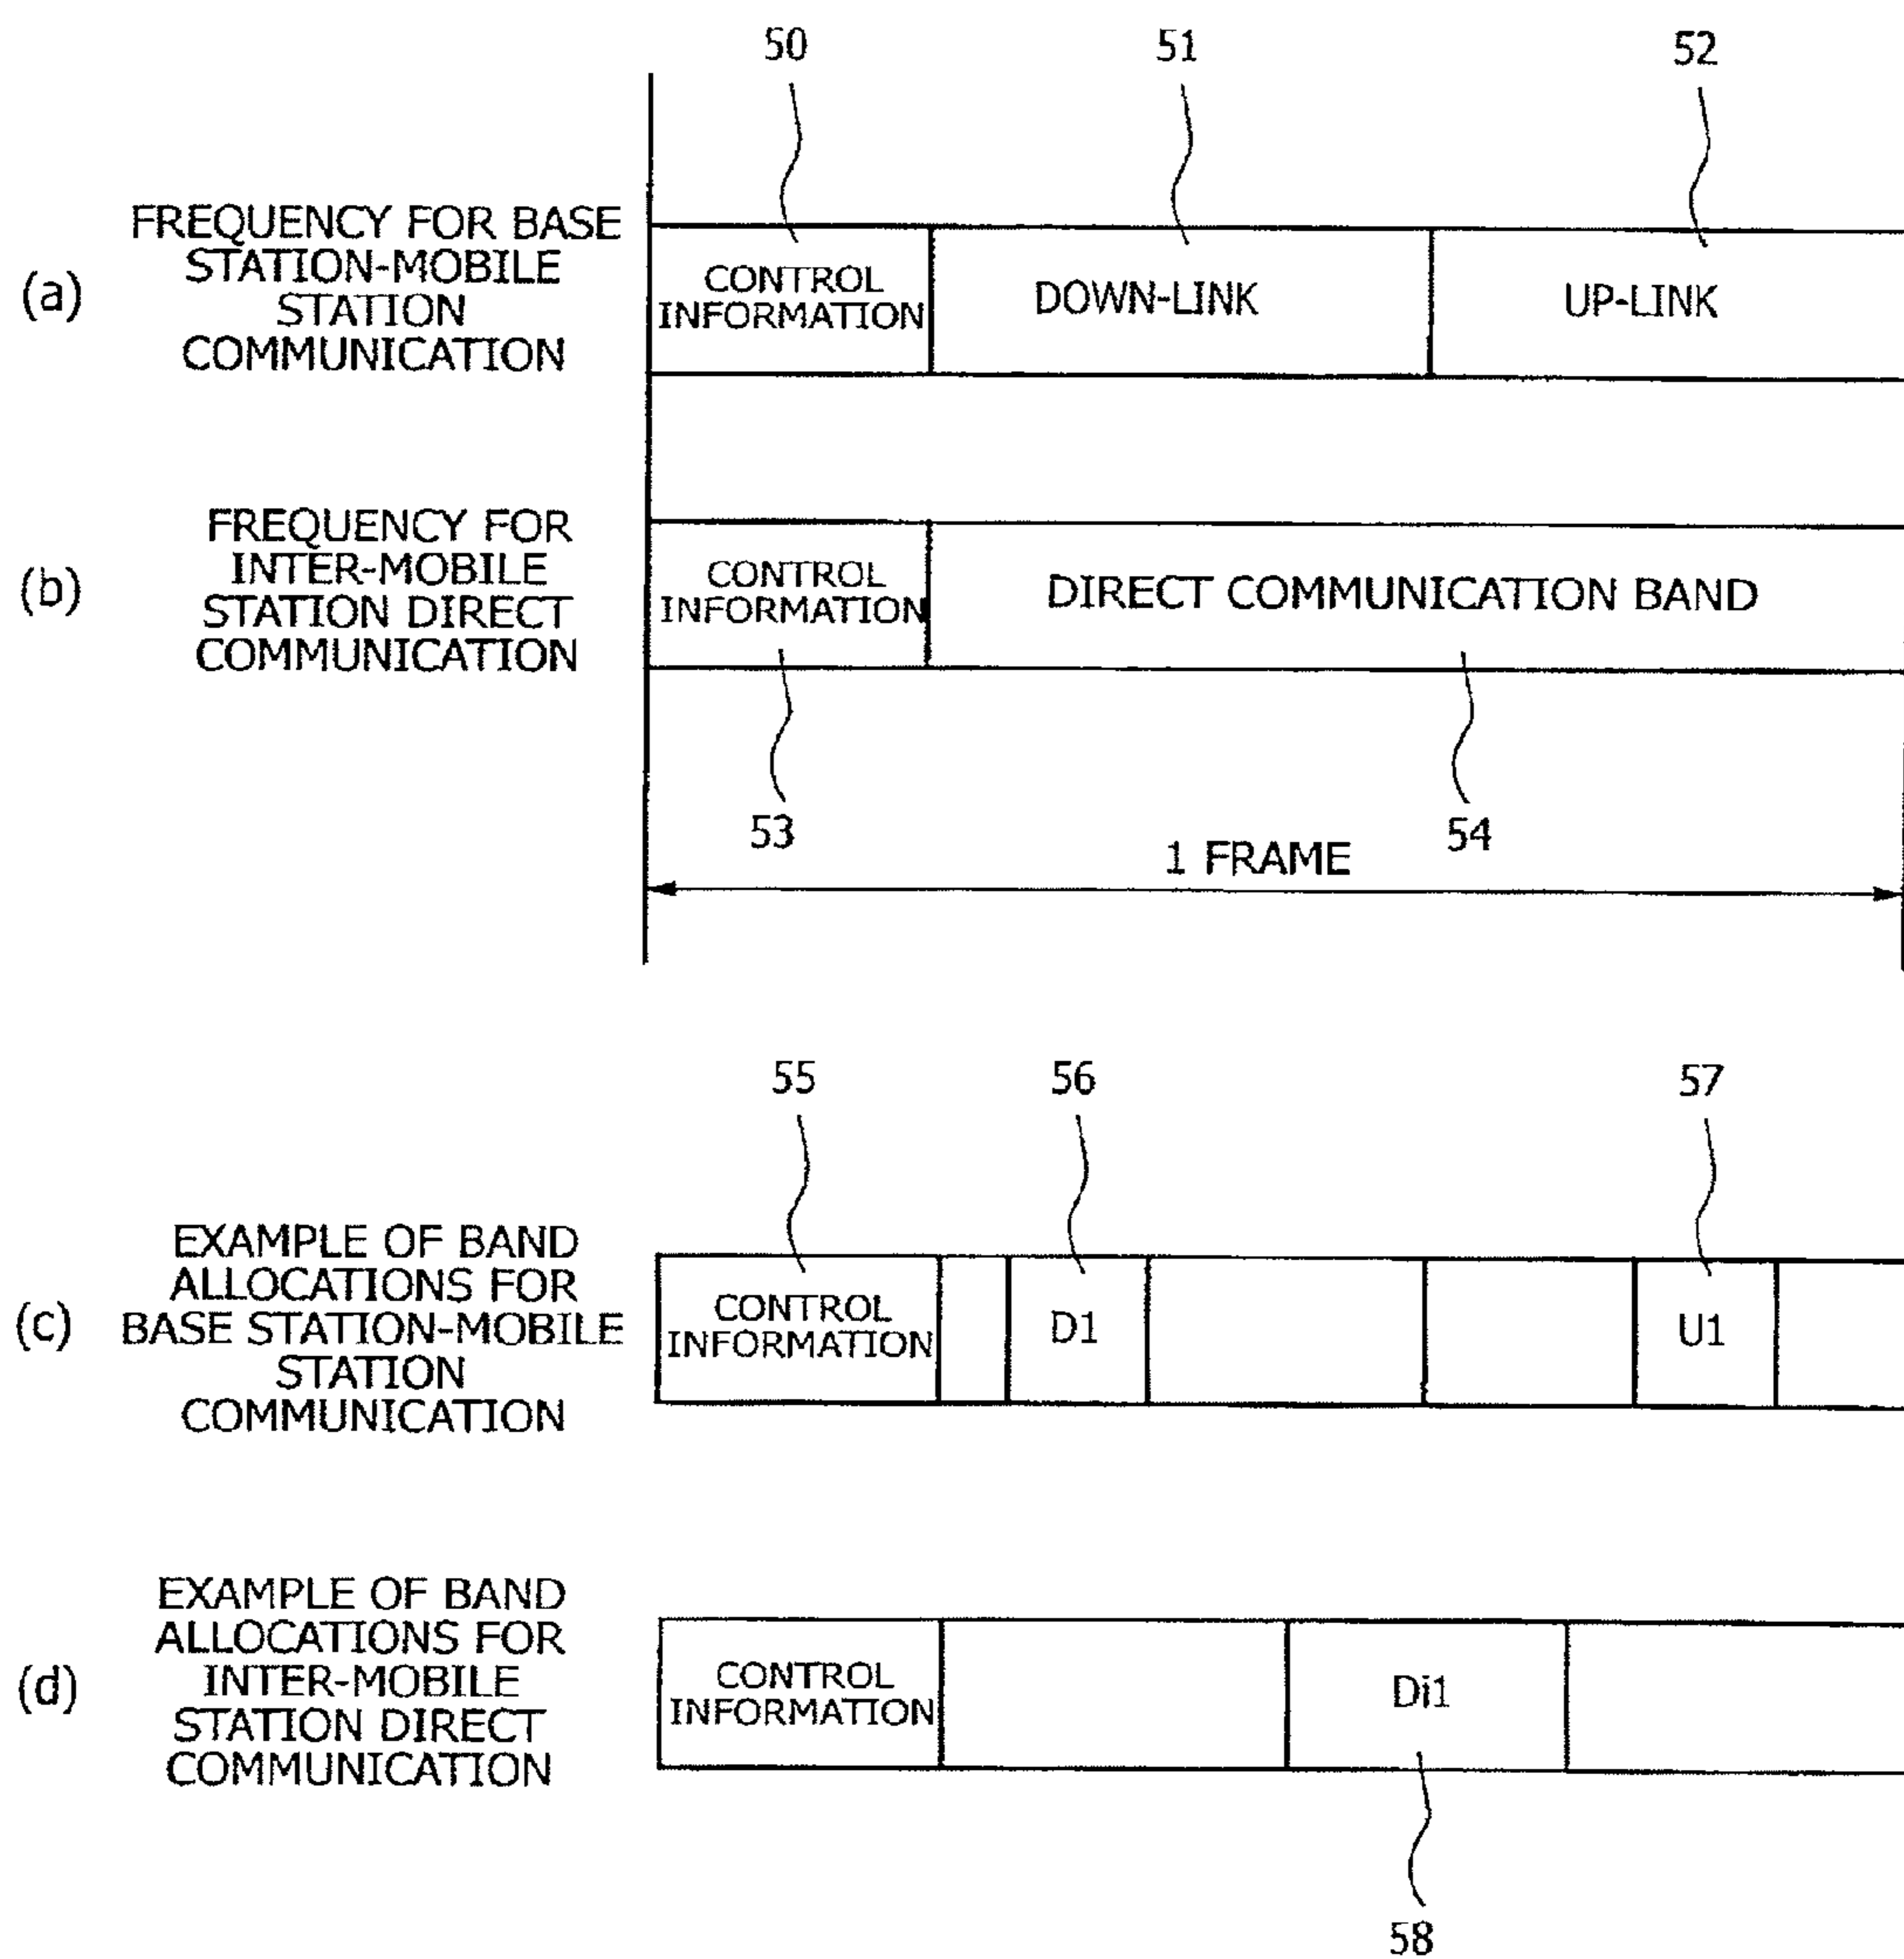 50
51
52
(a)
FREQUENCY FOR BASE
STATION-MOBILE
STATION
COMMUNICATION
CONTROL
INFORMATION
DOWN-LINK
UP-LINK
(b)
FREQUENCY FOR
INTER-MOBILE
STATION DIRECT
COMMUNICATION
CONTROL
INFORMATION
DIRECT COMMUNICATION BAND
53
54
1 FRAME
55
56
57
(c)
EXAMPLE OF BAND
ALLOCATIONS FOR
BASE STATION-MOBILE
STATION
COMMUNICATION
CONTROL
INFORMATION
D1
U1
(d)
EXAMPLE OF BAND
ALLOCATIONS FOR
INTER-MOBILE
STATION DIRECT
COMMUNICATION
CONTROL
INFORMATION
Di1
58